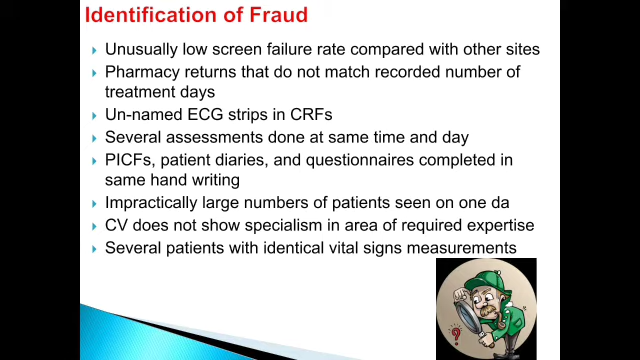 Identification of Fraud
Unusually low screen failure rate compared with other sites
Pharmacy returns that do not match recorded number of
treatment days
Un-named ECG strips in CRFs
Several assessments done at same time and day
PICFs, patient diaries, and questionnaires completed in
same hand writing
Impractically large numbers of patients seen on one da
CV does not show specialism in area of required expertise
Several patients with identical vital signs measurements
?